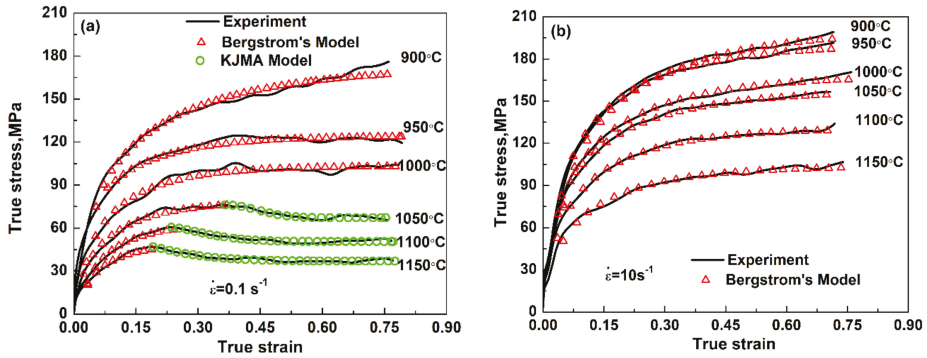 (a)
Experiment
Bergstrom's Model
KJMA Model
210
180
150
120
90
60
30
0
True stress,MPa
900°C
950°C
1000°C
1050°C
1100°C
1150°C
ε̇=0.1 s⁻¹
0.00 0.15 0.30 0.45 0.60 0.75 0.90
True strain
(b)
210
180
150
120
90
60
30
0
True stress,MPa
900°C
950°C
1000°C
1050°C
1100°C
1150°C
ε̇=10s⁻¹
Experiment
Bergstrom's Model
0.00 0.15 0.30 0.45 0.60 0.75 0.90
True strain